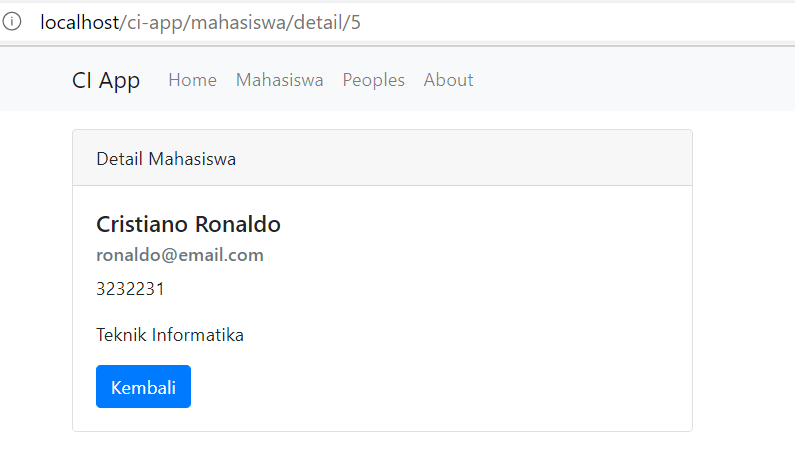 localhost/ci-app/mahasiswa/detail/5
CI App Home Mahasiswa Peoples About
Detail Mahasiswa
Cristiano Ronaldo
ronaldo@email.com
3232231
Teknik Informatika
Kembali